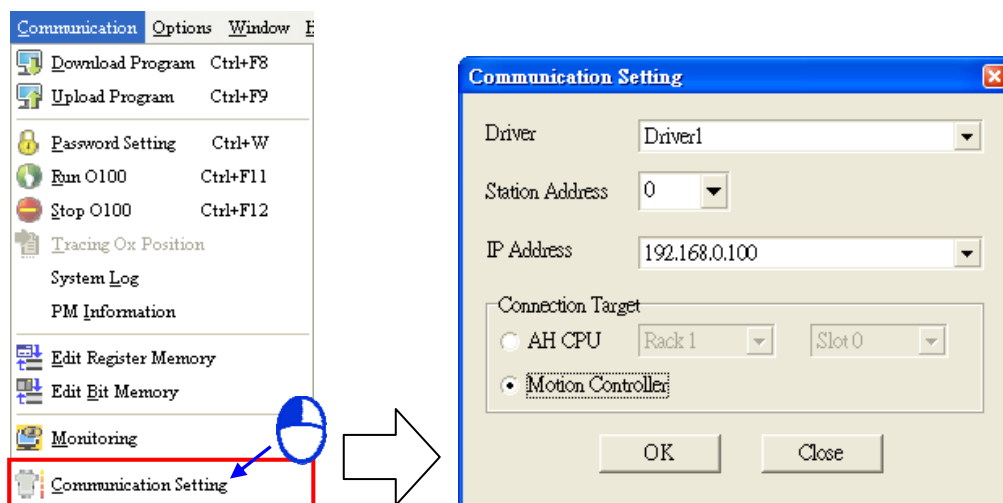 Communication Options Window
Download Program Ctrl+F8
Upload Program Ctrl+F9
Password Setting Ctrl+W
Run O100 Ctrl+F11
Stop O100 Ctrl+F12
Tracing Ox Position
System Log
PM Information
Edit Register Memory
Edit Bit Memory
Monitoring
Communication Setting
Communication Setting
Driver Driver1
Station Address 0
IP Address 192.168.0.100
Connection Target
AH CPU Rack 1 Slot 0
Motion Controller
OK Close